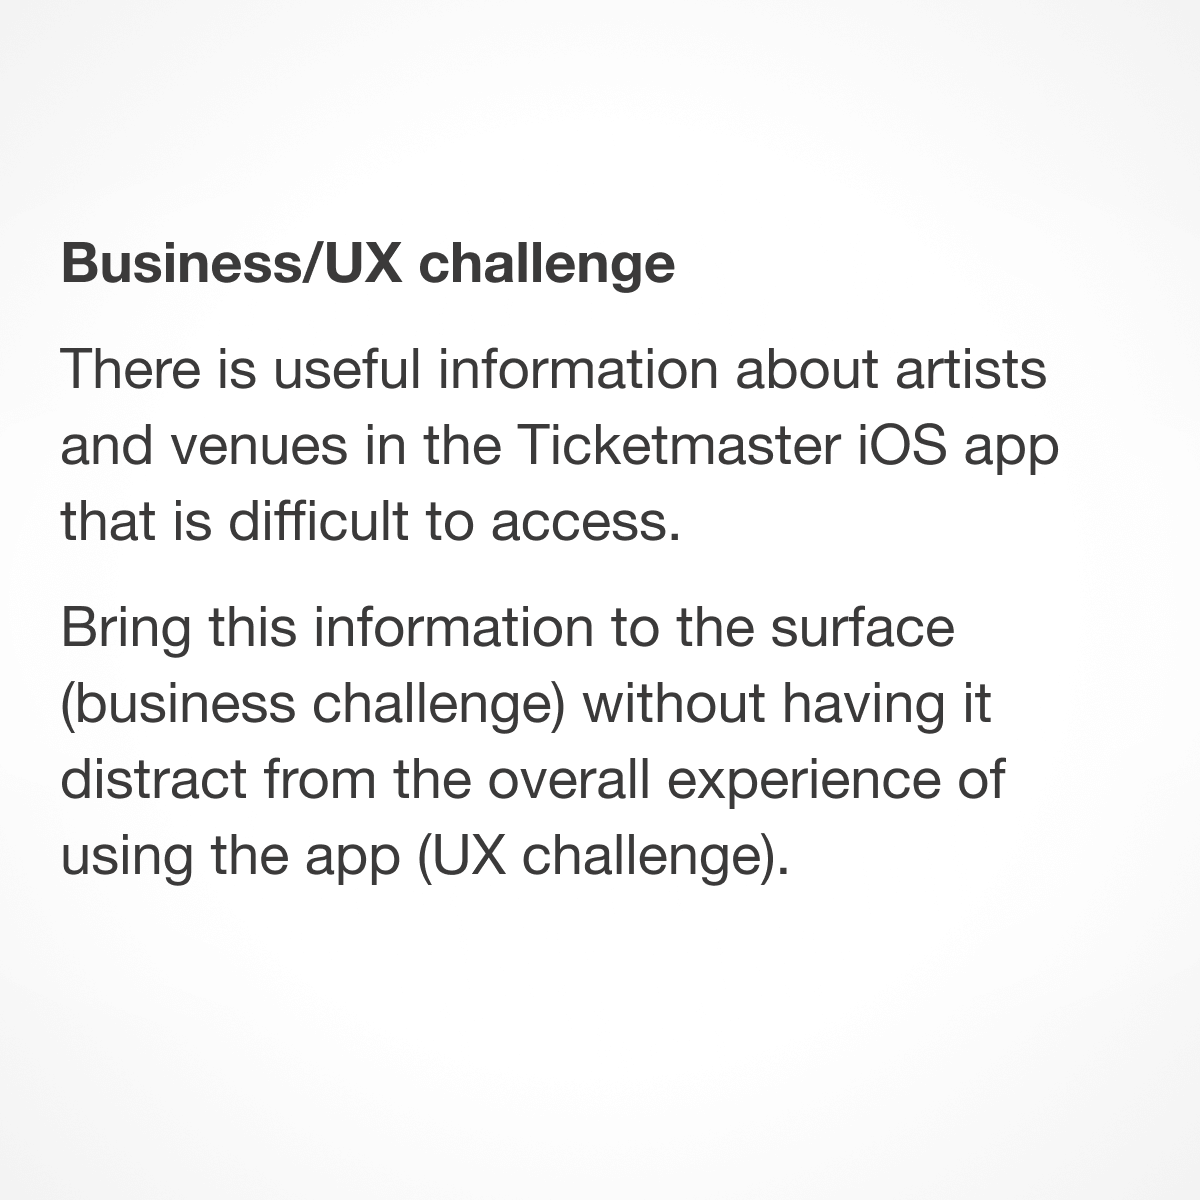 Business/UX challenge
There is useful information about artists
and venues in the Ticketmaster iOS app
that is difficult to access.
Bring this information to the surface
(business challenge) without having it
distract from the overall experience of
using the app (UX challenge).